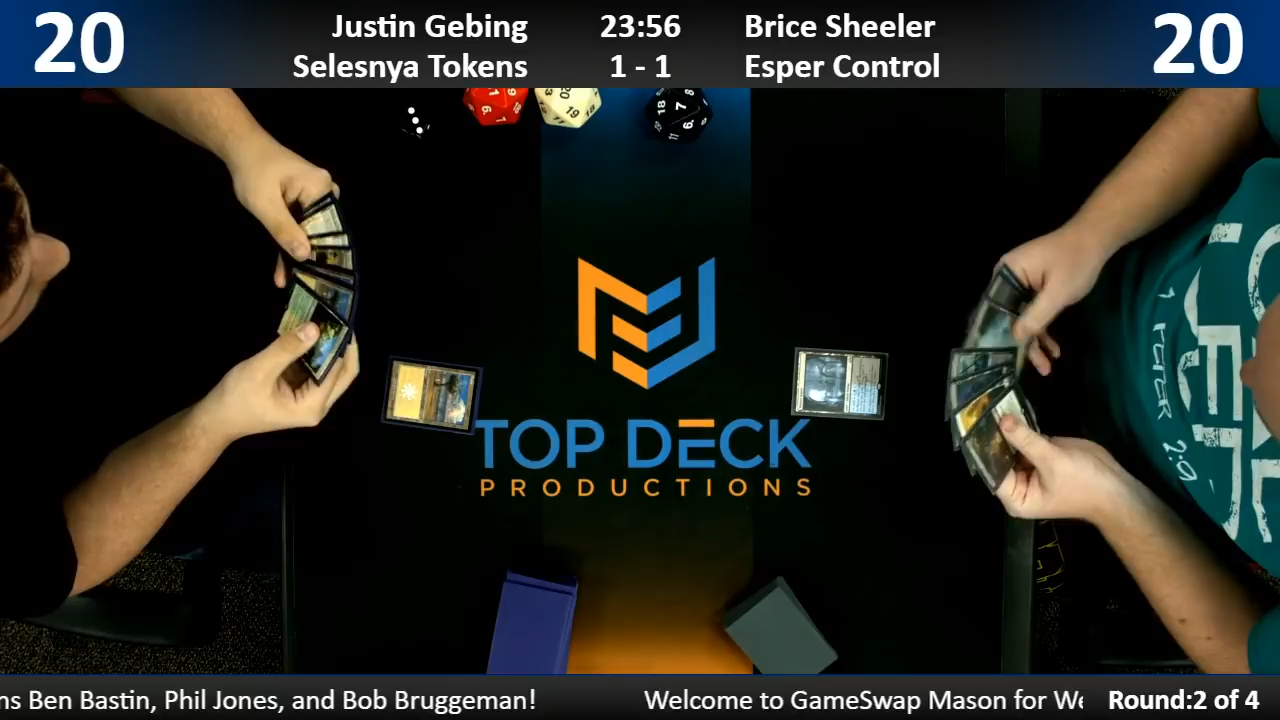 20
Justin Gebing
23:56
Brice Sheeler
20
Selesnya Tokens
1 - 1
Esper Control
TOP DECK
PRODUCTIONS
ns Ben Bastin, Phil Jones, and Bob Bruggeman!
Welcome to GameSwap Mason for We
Round:2 of 4